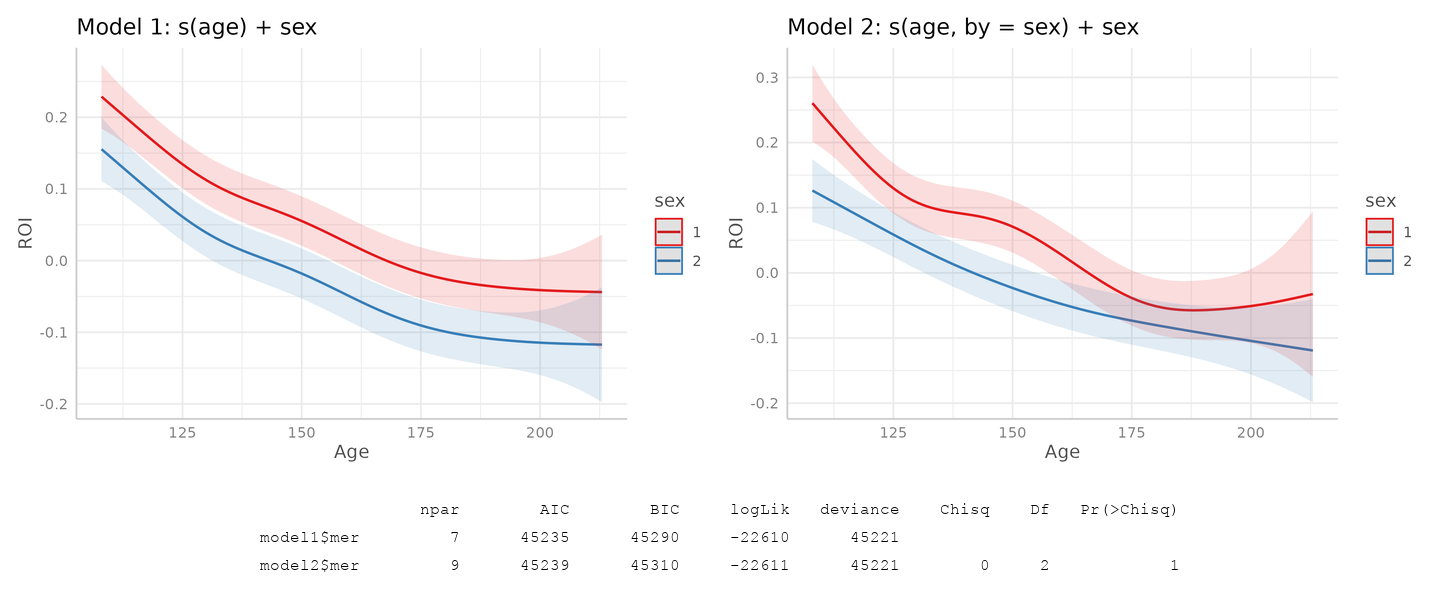 Model 1: s(age) + sex
0.2
0.1
0.0
-0.1
-0.2
ROI
125 150 175 200
Age
sex
1
2
Model 2: s(age, by = sex) + sex
0.3
0.2
0.1
0.0
-0.1
-0.2
ROI
125 150 175 200
Age
sex
1
2
npar AIC BIC logLik deviance Chisq Df Pr(>Chisq)
model1$mer 7 45235 45290 -22610 45221
model2$mer 9 45239 45310 -22611 45221 0 2 1